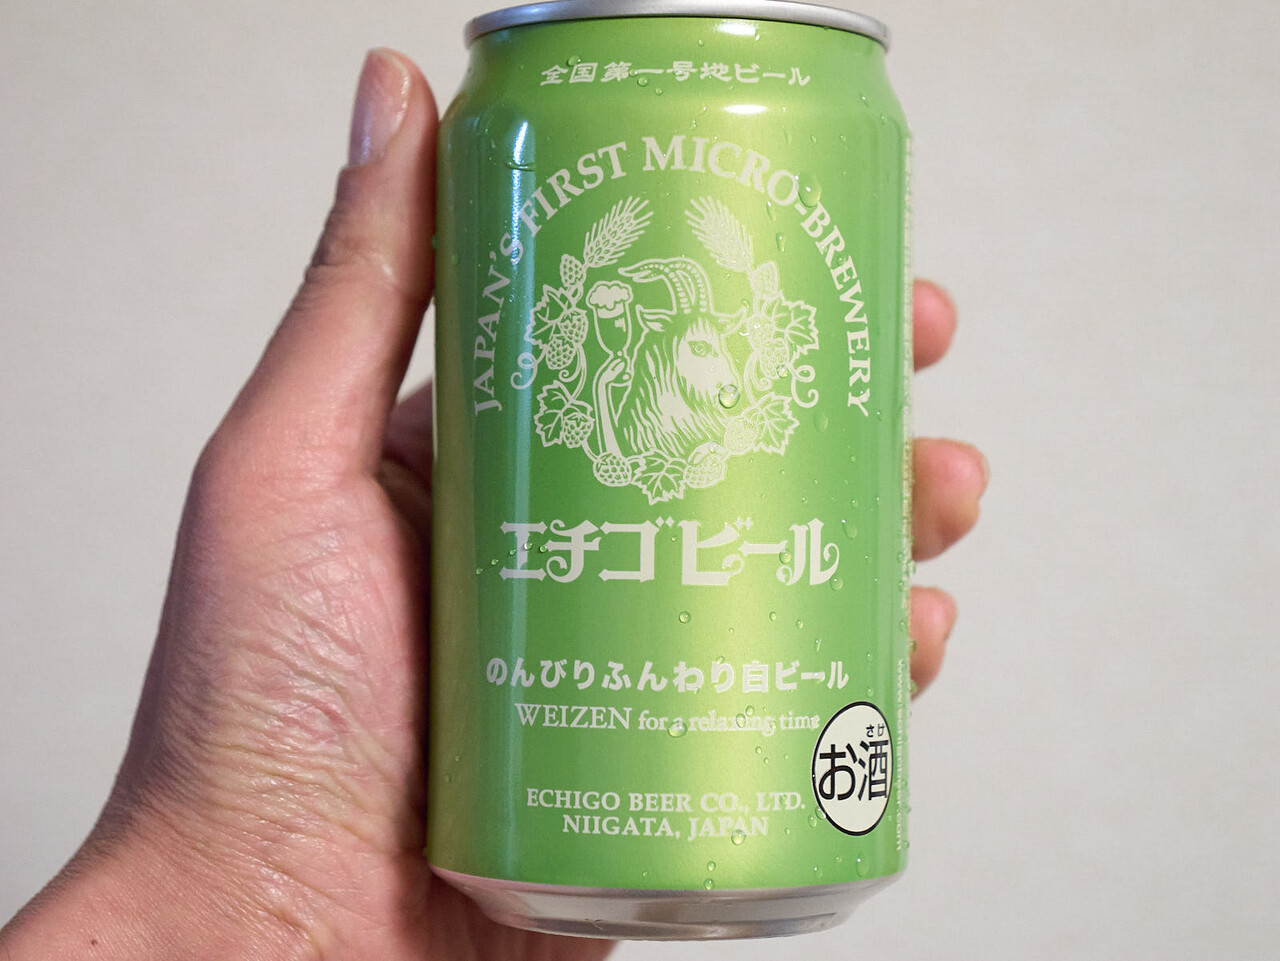 全国第一号地ビール
JAPAN'S FIRST MICRO-BREWERY
エチゴビール
のんびりふんわり白ビール
WEIZEN for a relaxing time
さけ
お酒
ECHIGO BEER CO., LTD.
NIIGATA, JAPAN